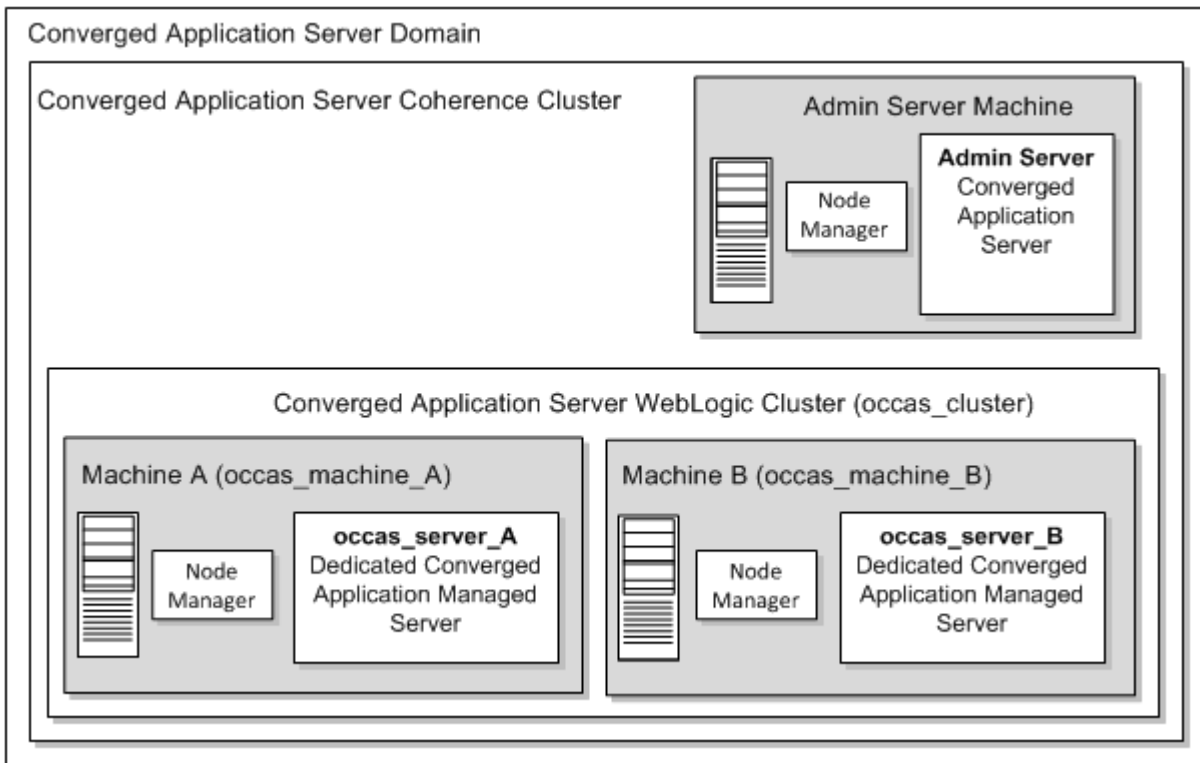 Converged Application Server Domain
Converged Application Server Coherence Cluster
Admin Server Machine
Node
Manager
Admin Server
Converged
Application
Server
Converged Application Server WebLogic Cluster (occas_cluster)
Machine A (occas_machine_A)
Node
Manager
occas_server_A
Dedicated Converged
Application Managed
Server
Machine B (occas_machine_B)
Node
Manager
occas_server_B
Dedicated Converged
Application Managed
Server